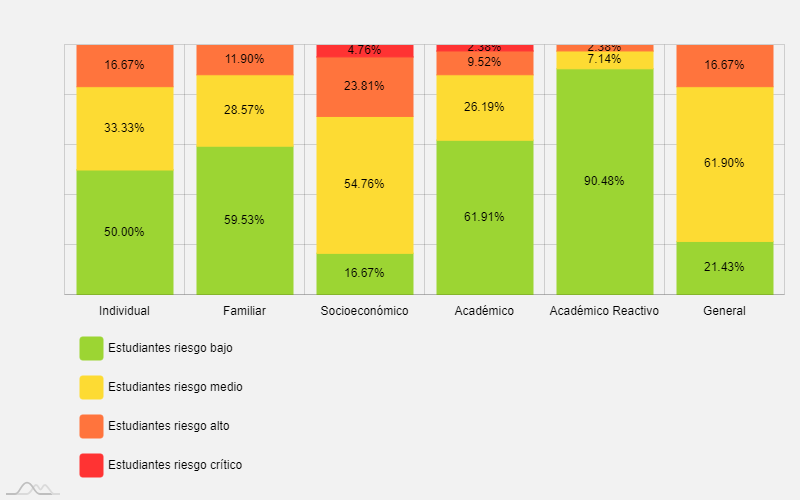 4.76% 2.38% 2.38%
16.67% 11.90% 23.81% 9.52% 7.14% 16.67%
33.33% 28.57% 54.76% 26.19% 90.48% 61.90%
50.00% 59.53% 16.67% 61.91% 21.43%
Individual Familiar Socioeconómico Académico Académico Reactivo General
Estudiantes riesgo bajo
Estudiantes riesgo medio
Estudiantes riesgo alto
Estudiantes riesgo crítico